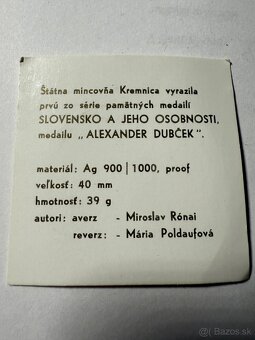 Štátna mincovňa Kremnica vyrazila
prvú zo série pamätných medailí
SLOVENSKO A JEHO OSOBNOSTI,
medailu „ALEXANDER DUBČEK".
materiál: Ag 900 | 1000, proof
veľkosť: 40 mm
hmotnosť: 39 g
autori: averz - Miroslav Rónai
reverz: - Mária Poldaufová
Bazos.sk